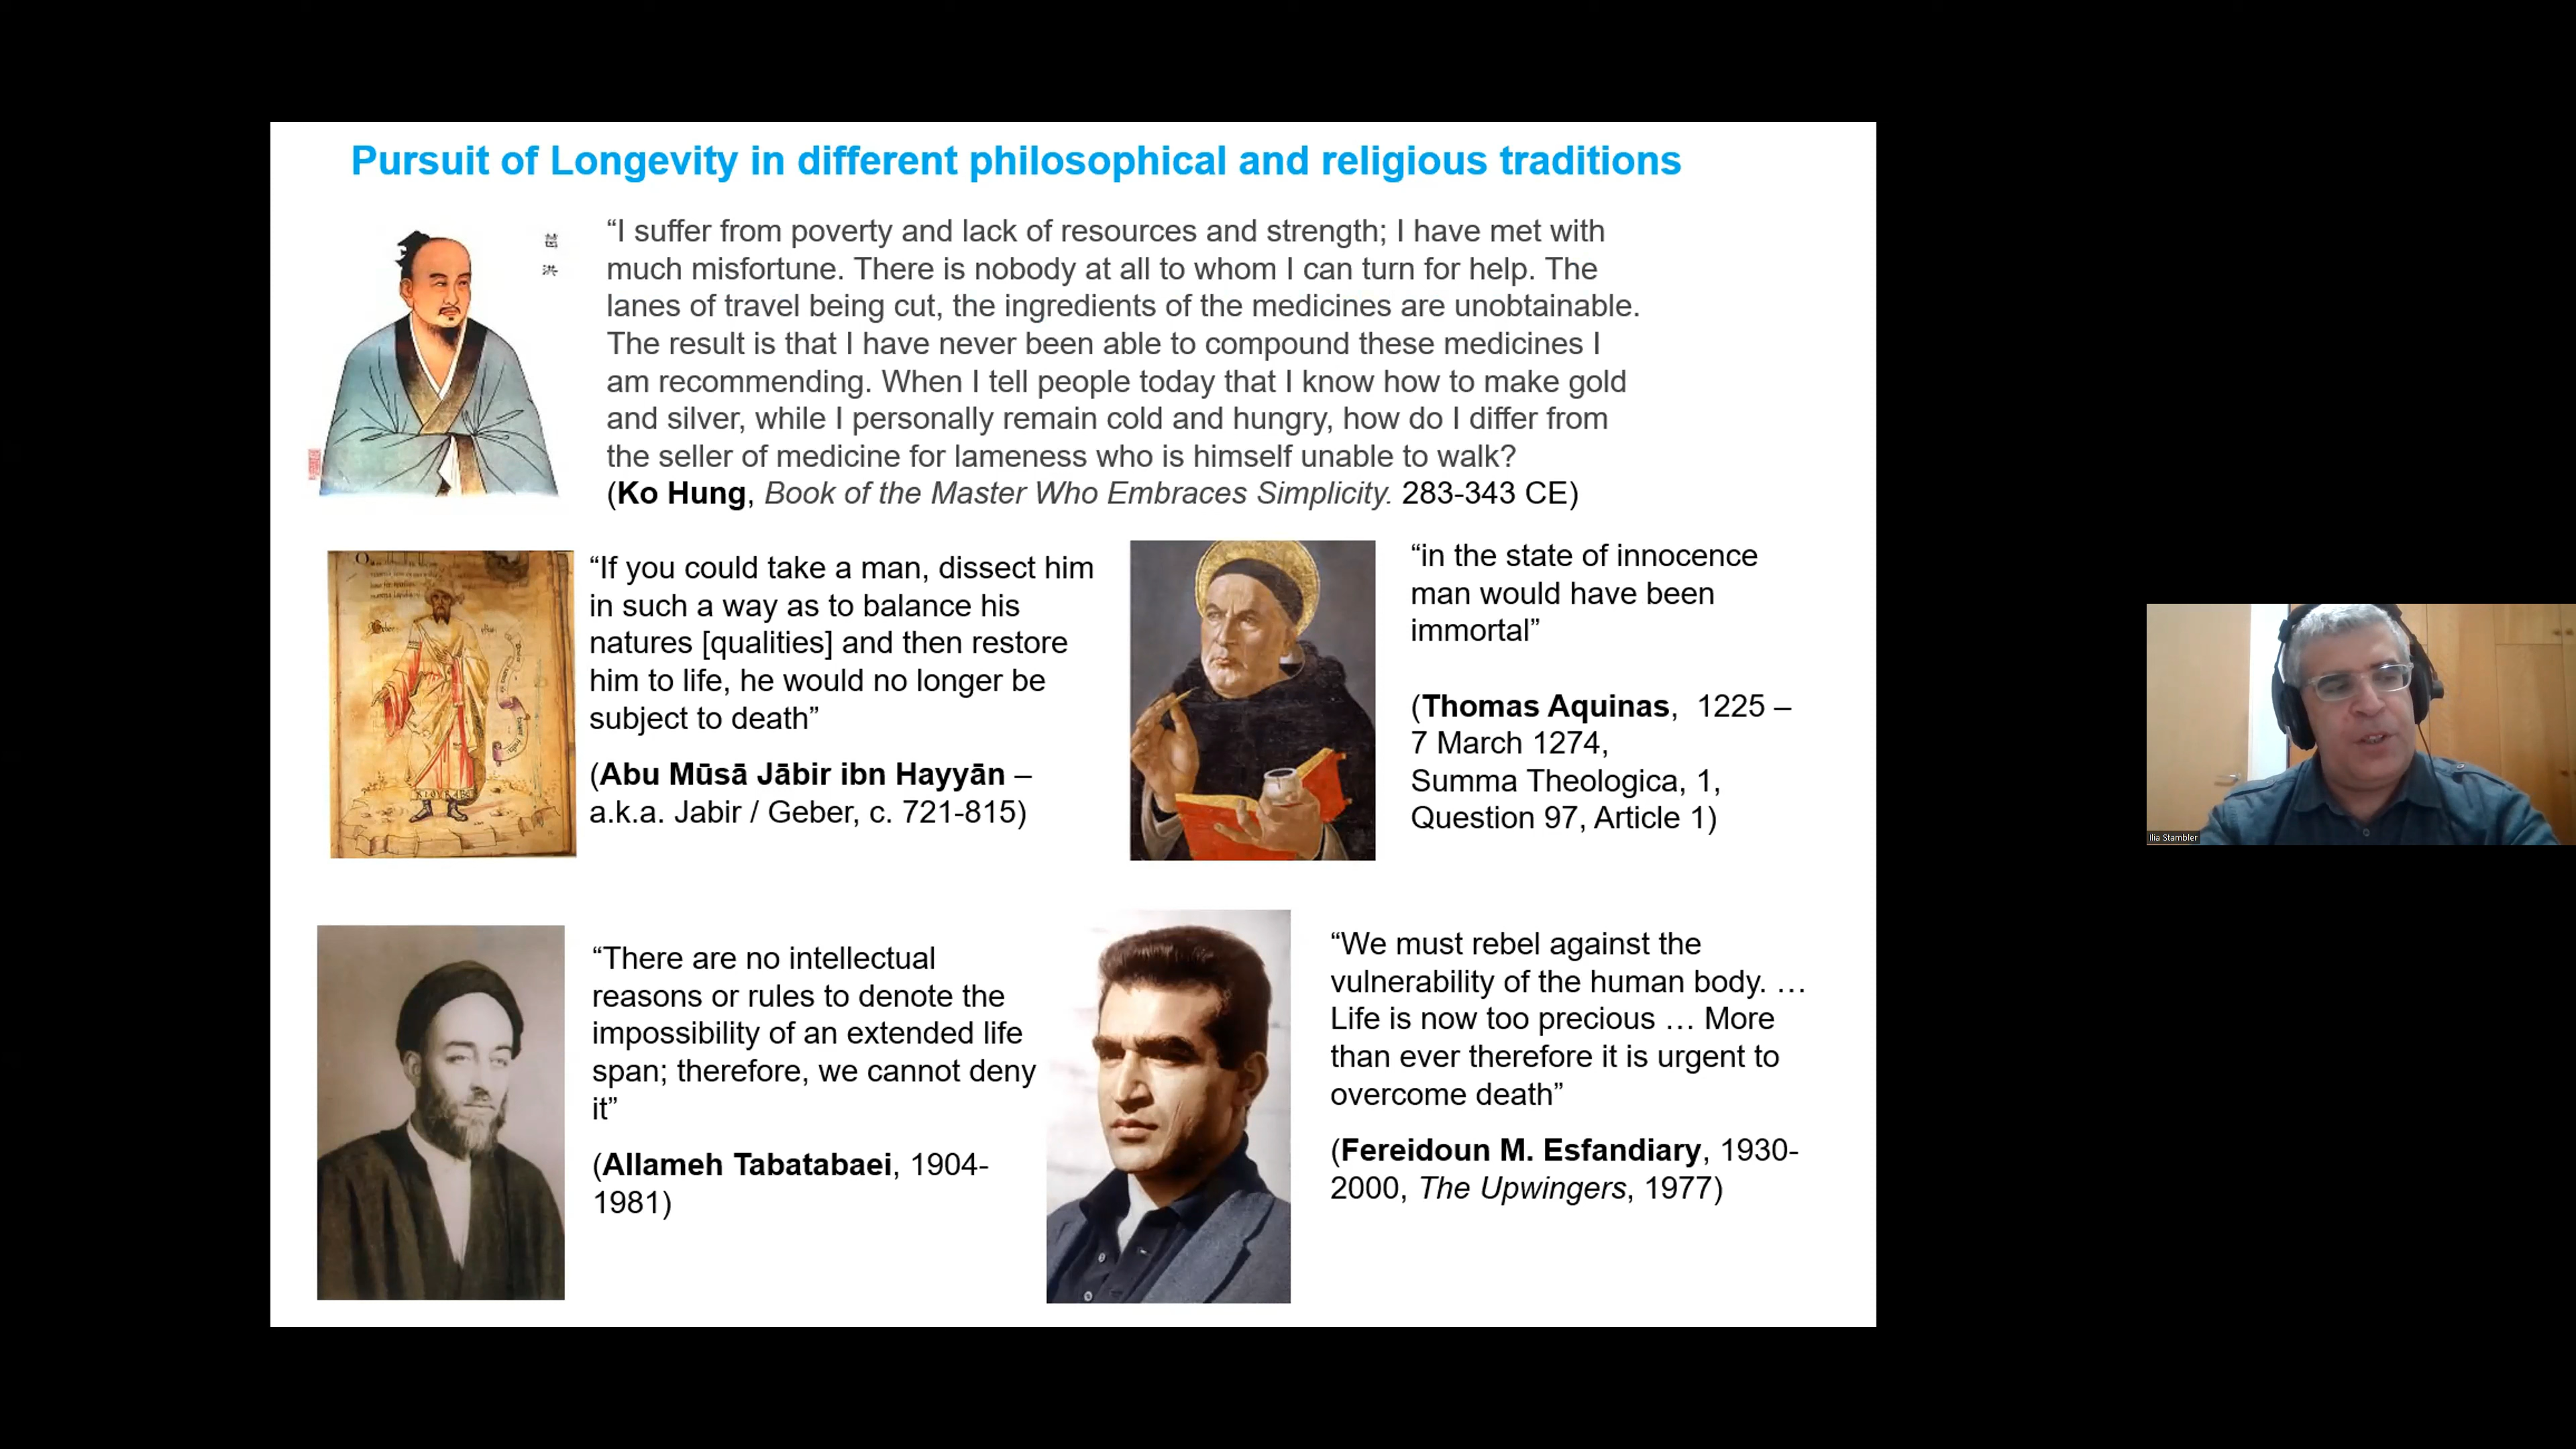 Pursuit of Longevity in different philosophical and religious traditions
葛
洪
“I suffer from poverty and lack of resources and strength; I have met with
much misfortune. There is nobody at all to whom I can turn for help. The
lanes of travel being cut, the ingredients of the medicines are unobtainable.
The result is that I have never been able to compound these medicines I
am recommending. When I tell people today that I know how to make gold
and silver, while I personally remain cold and hungry, how do I differ from
the seller of medicine for lameness who is himself unable to walk?
(Ko Hung, Book of the Master Who Embraces Simplicity. 283-343 CE)
“If you could take a man, dissect him
in such a way as to balance his
natures [qualities] and then restore
him to life, he would no longer be
subject to death”
(Abu Mūsā Jābir ibn Hayyān –
a.k.a. Jabir / Geber, c. 721-815)
“in the state of innocence
man would have been
immortal”
(Thomas Aquinas, 1225 –
7 March 1274,
Summa Theologica, 1,
Question 97, Article 1)
“There are no intellectual
reasons or rules to denote the
impossibility of an extended life
span; therefore, we cannot deny
it”
(Allameh Tabatabaei, 1904-
1981)
“We must rebel against the
vulnerability of the human body. …
Life is now too precious … More
than ever therefore it is urgent to
overcome death”
(Fereidoun M. Esfandiary, 1930-
2000, The Upwingers, 1977)
Ilia Stambler